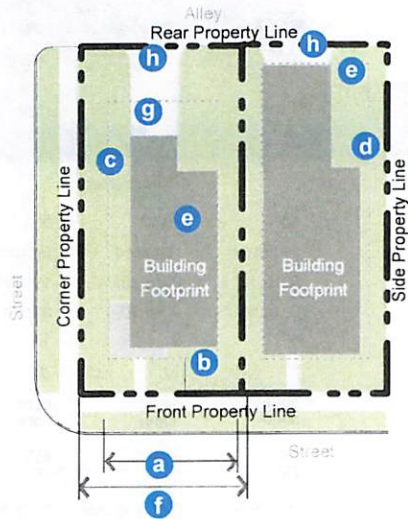 Alley
Rear Property Line
h
h
e
g
c
d
e
Corner Property Line
Side Property Line
Street
Building
Footprint
Building
Footprint
b
Front Property Line
Street
a
f